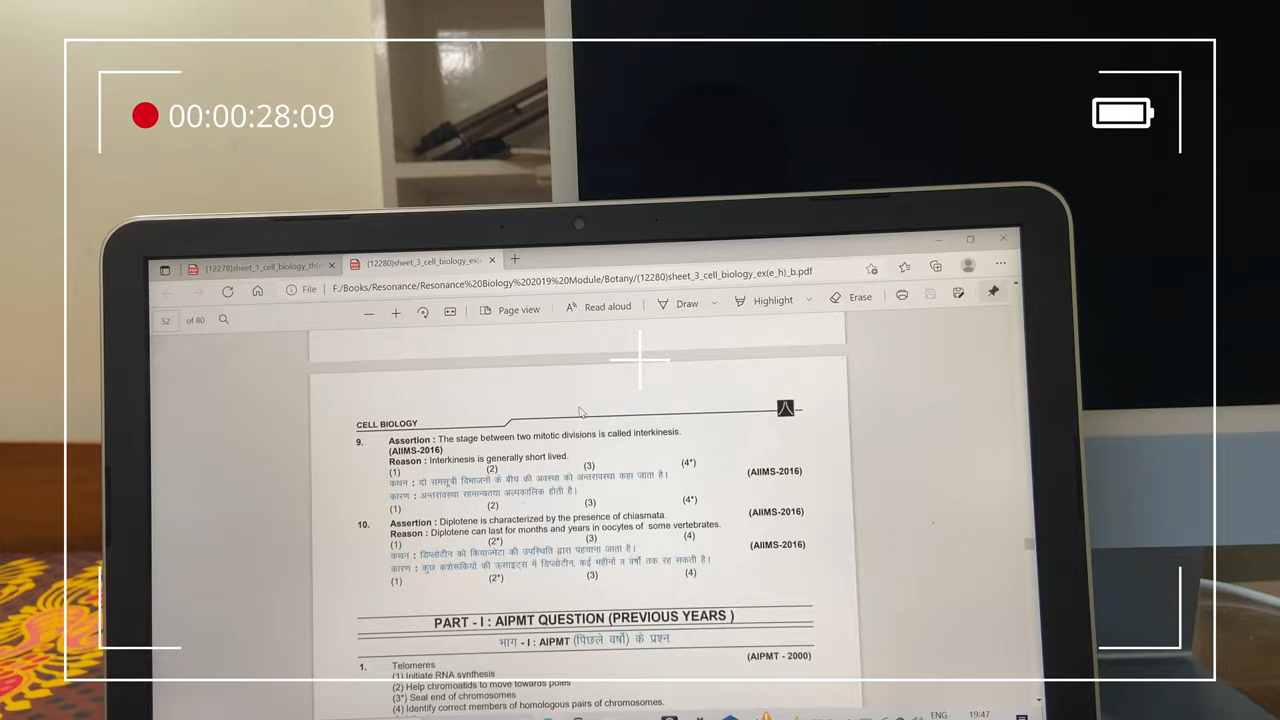 00:00:28:09
(12278)sheet_1_cell_biology_th(
(12280)sheet_3_cell_biology_ex(
File F:/Books/Resonance/Resonance%20Biology%202019%20Module/Botany/(12280)sheet_3_cell_biology_ex(e_h)_b.pdf
52 of 80 Page view Read aloud Draw Highlight Erase
CELL BIOLOGY
9. Assertion : The stage between two mitotic divisions is called interkinesis.
(AIIMS-2016)
Reason : Interkinesis is generally short lived.
(1) (2) (3) (4*)
कथन : दो समसूत्री विभाजनों के बीच की अवस्था को अन्तरावस्था कहा जाता है। (AIIMS-2016)
कारण : अन्तरावस्था सामान्यतया अल्पकालिक होती है।
(1) (2) (3) (4*)
10. Assertion : Diplotene is characterized by the presence of chiasmata. (AIIMS-2016)
Reason : Diplotene can last for months and years in oocytes of some vertebrates.
(1) (2*) (3) (4)
कथन : डिप्लोटीन को कियाज्मेटा की उपस्थिति द्वारा पहचाना जाता है। (AIIMS-2016)
कारण : कुछ कशेरूकियों की ऊसाइट्स में डिप्लोटीन, कई महीनों व वर्षों तक रह सकती है।
(1) (2*) (3) (4)
PART - I : AIPMT QUESTION (PREVIOUS YEARS )
भाग - I : AIPMT (पिछले वर्षों) के प्रश्न
1. Telomeres (AIPMT - 2000)
(1) Initiate RNA synthesis
(2) Help chromoatids to move towards poles
(3*) Seal end of chromosomes
(4) Identify correct members of homologous pairs of chromosomes.
ENG 19:47